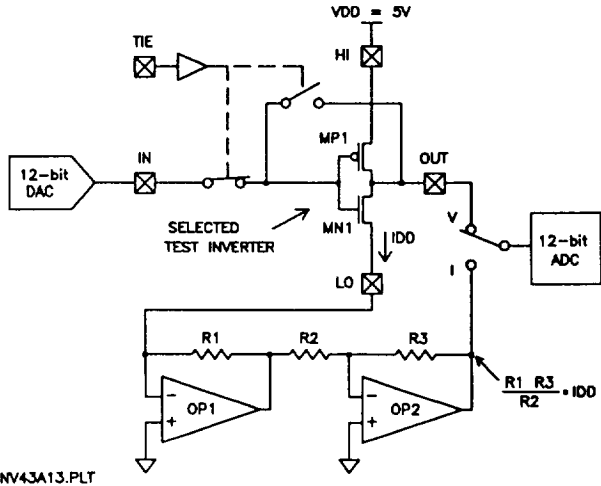 VDD = 5V
TIE
HI
MP1
IN
OUT
12-bit
DAC
SELECTED
TEST INVERTER
MN1
IDD
V
12-bit
ADC
I
LO
R1
R2
R3
-
+
OP1
-
+
OP2
R1 R3
R2
• IDD
NV43A13.PLT